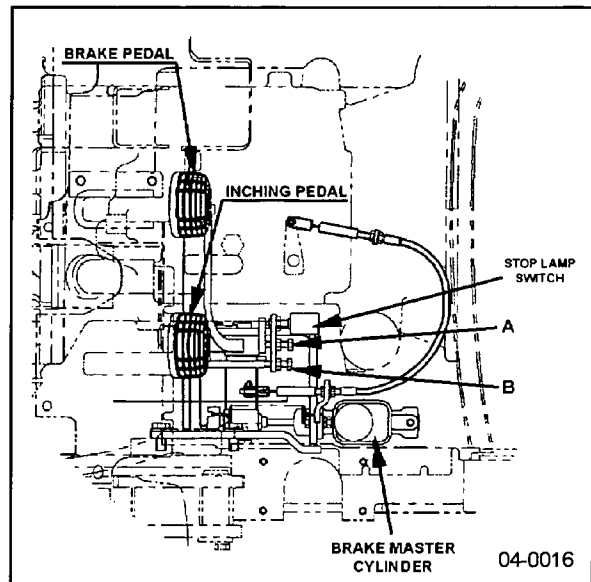 BRAKE PEDAL
INCHING PEDAL
STOP LAMP
SWITCH
A
B
BRAKE MASTER
CYLINDER
04-0016